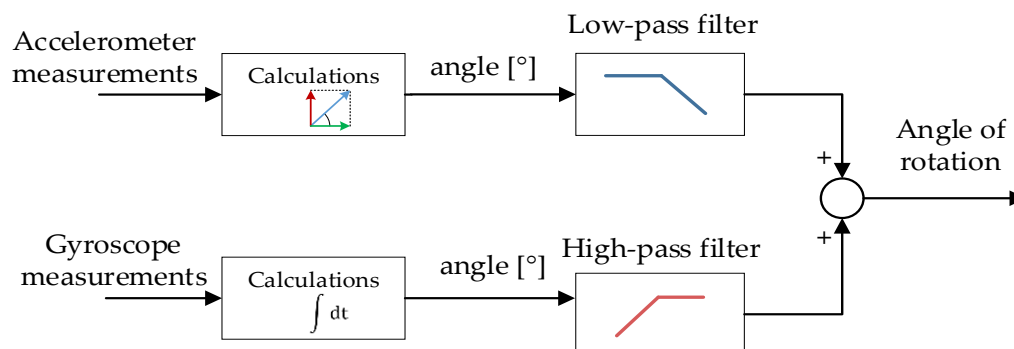 Low-pass filter
Accelerometer
measurements
Calculations
angle [°]
+
Angle of
rotation
Gyroscope
measurements
Calculations
∫ dt
angle [°]
High-pass filter
+